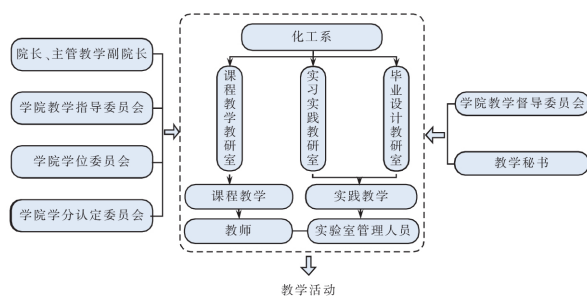 化工系
院长、主管教学副院长
学院教学指导委员会
学院学位委员会
学院学分认定委员会
课程教学教研室
实习实践教研室
毕业设计教研室
学院教学督导委员会
教学秘书
课程教学
实践教学
教师
实验室管理人员
教学活动